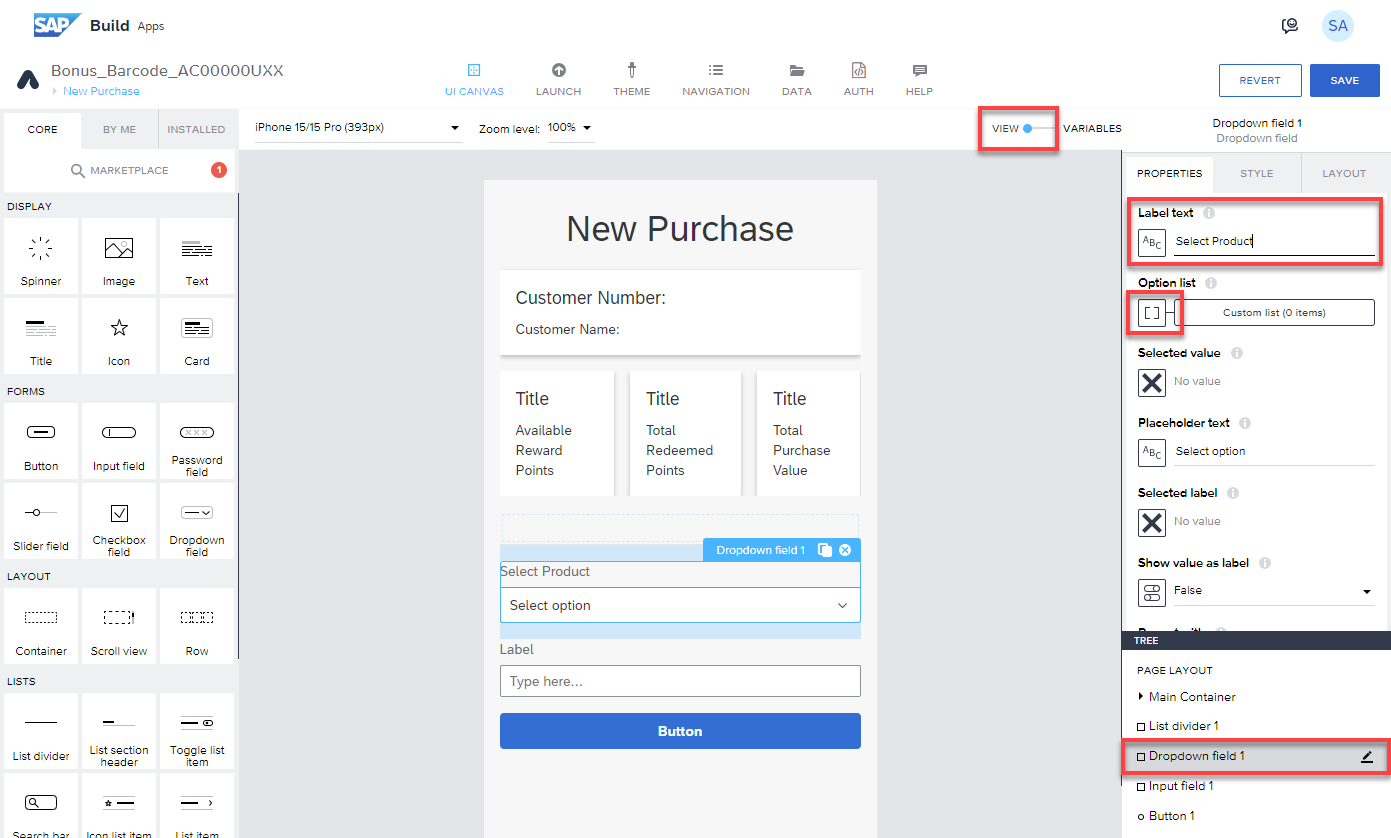 SAP Build Apps
SA
Bonus_Barcode_AC00000UXX
New Purchase
UI CANVAS
LAUNCH
THEME
NAVIGATION
DATA
AUTH
HELP
REVERT
SAVE
CORE
BY ME
INSTALLED
iPhone 15/15 Pro (393px)
Zoom level: 100%
VIEW
VARIABLES
Dropdown field 1
Dropdown field
MARKETPLACE
1
DISPLAY
Spinner
Image
Text
Title
Icon
Card
FORMS
Button
Input field
Password
field
Slider field
Checkbox
field
Dropdown
field
LAYOUT
Container
Scroll view
Row
LISTS
List divider
List section
header
Toggle list
item
Search bar
Icon list item
List item
New Purchase
Customer Number:
Customer Name:
Title
Available
Reward
Points
Title
Total
Redeemed
Points
Title
Total
Purchase
Value
Dropdown field 1
Select Product
Select option
Label
Type here...
Button
PROPERTIES
STYLE
LAYOUT
Label text
ABC
Select Product
Option list
Custom list (0 items)
Selected value
No value
Placeholder text
ABC
Select option
Selected label
No value
Show value as label
False
TREE
PAGE LAYOUT
Main Container
List divider 1
Dropdown field 1
Input field 1
Button 1